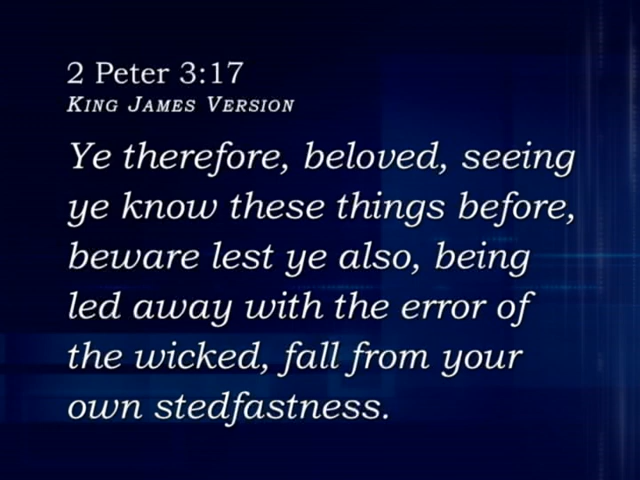 2 Peter 3:17
King James Version
Ye therefore, beloved, seeing
ye know these things before,
beware lest ye also, being
led away with the error of
the wicked, fall from your
own stedfastness.